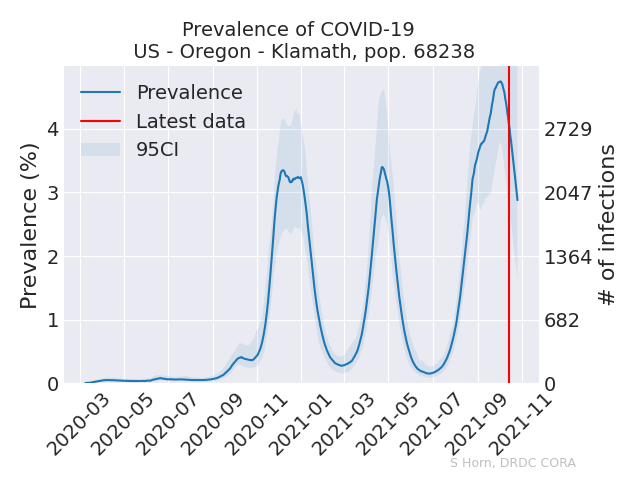 Prevalence of COVID-19
US - Oregon - Klamath, pop. 68238
Prevalence
Latest data
95CI
Prevalence (%)
4
3
2
1
0
2729
2047
1364
682
0
# of infections
2020-03
2020-05
2020-07
2020-09
2020-11
2021-01
2021-03
2021-05
2021-07
2021-09
2021-11
S Horn, DRDC CORA